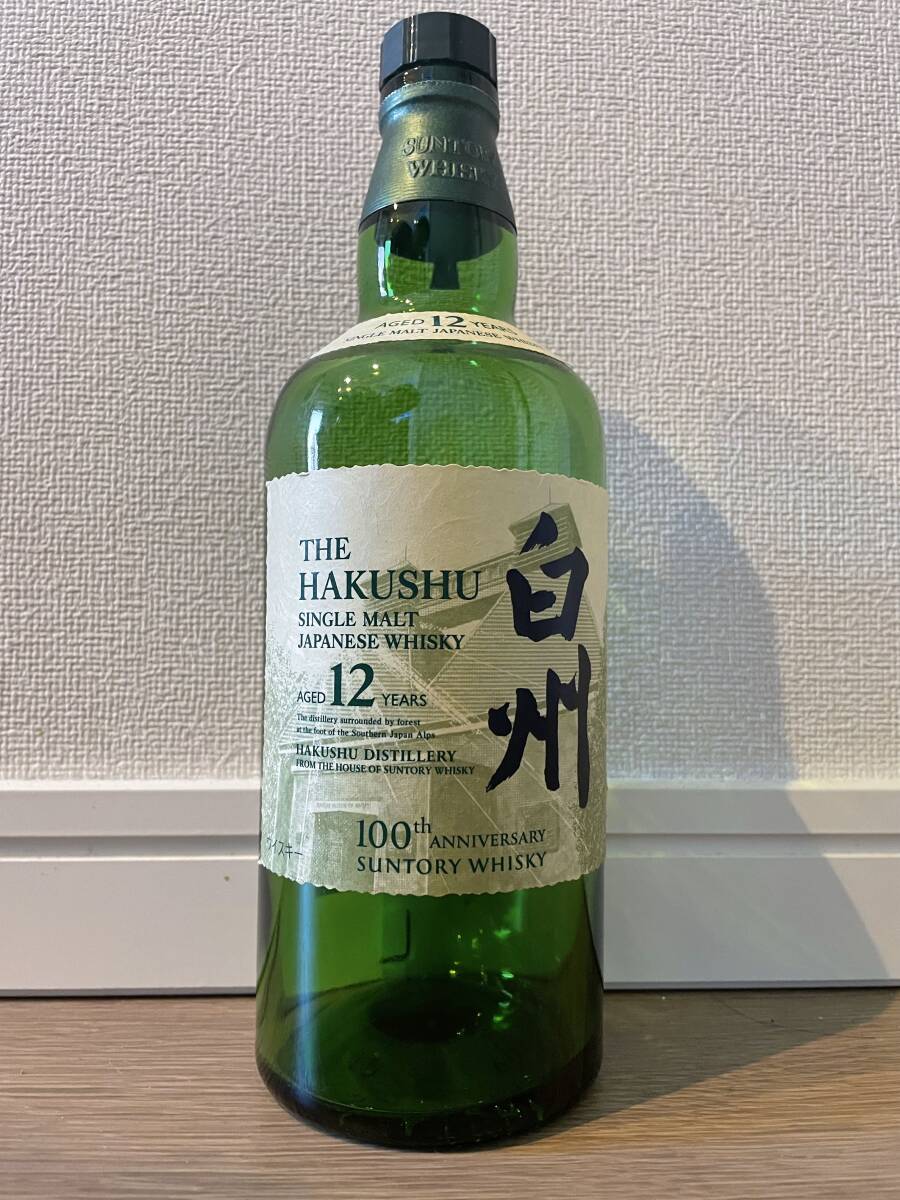 SUNTORY
WHISKY
AGED 12 YEARS
SINGLE MALT JAPANESE WHISKY
THE
HAKUSHU
SINGLE MALT
JAPANESE WHISKY
AGED 12 YEARS
The distillery surrounded by forest
at the foot of the Southern Japan Alps
HAKUSHU DISTILLERY
FROM THE HOUSE OF SUNTORY WHISKY
白州
100th ANNIVERSARY
SUNTORY WHISKY
ウイスキー